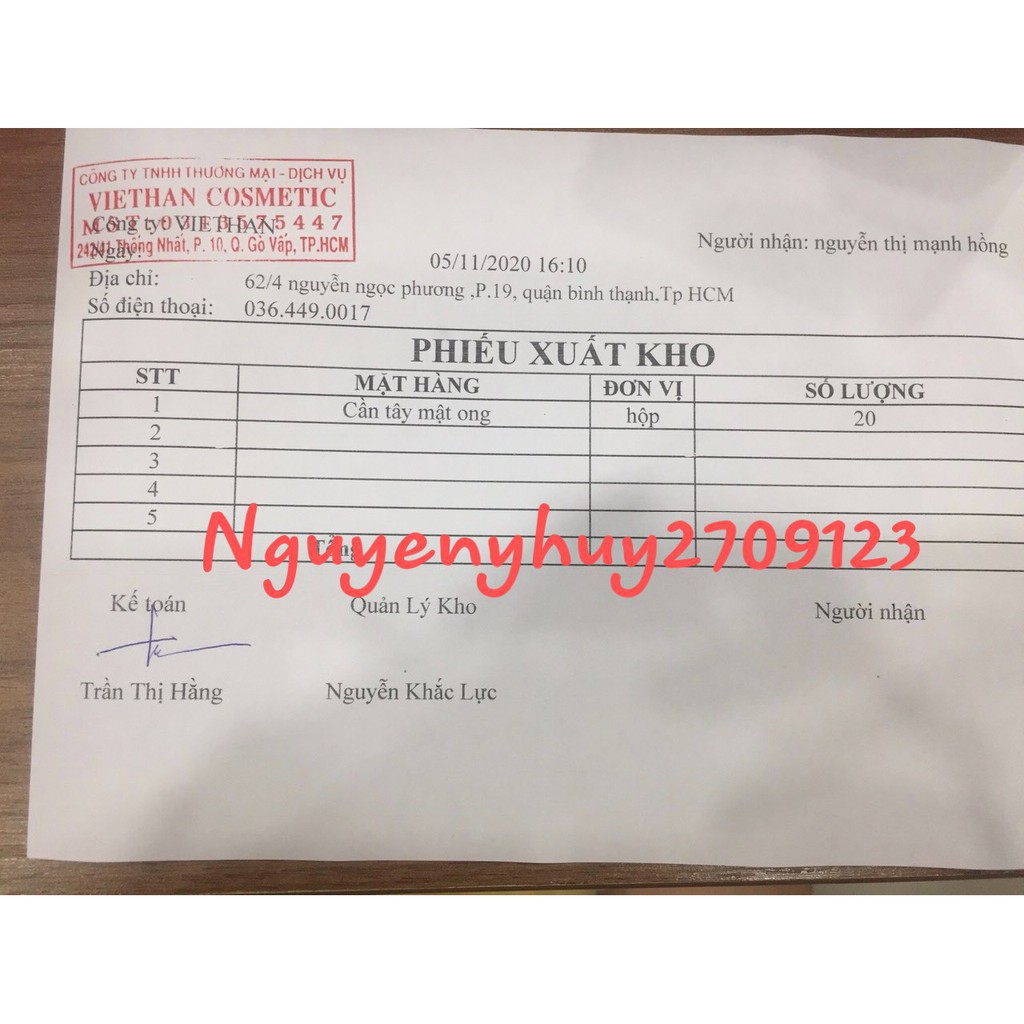 CÔNG TY TNHH THƯƠNG MẠI - DỊCH VỤ
VIETHAN COSMETIC
Công ty: VIETHAN
Thống Nhất, P. 10, Q. Gò Vấp, TP.HCM
Ngày:
05/11/2020 16:10
Người nhận: nguyễn thị mạnh hồng
Địa chỉ: 62/4 nguyễn ngọc phương ,P.19, quận bình thạnh,Tp HCM
Số điện thoại: 036.449.0017
PHIẾU XUẤT KHO
STT MẶT HÀNG ĐƠN VỊ SỐ LƯỢNG
1 Cần tây mật ong hộp 20
2
3
4
5
Tổng
Nguyenyhuy2709123
Kế toán Quản Lý Kho Người nhận
Trần Thị Hằng Nguyễn Khắc Lực